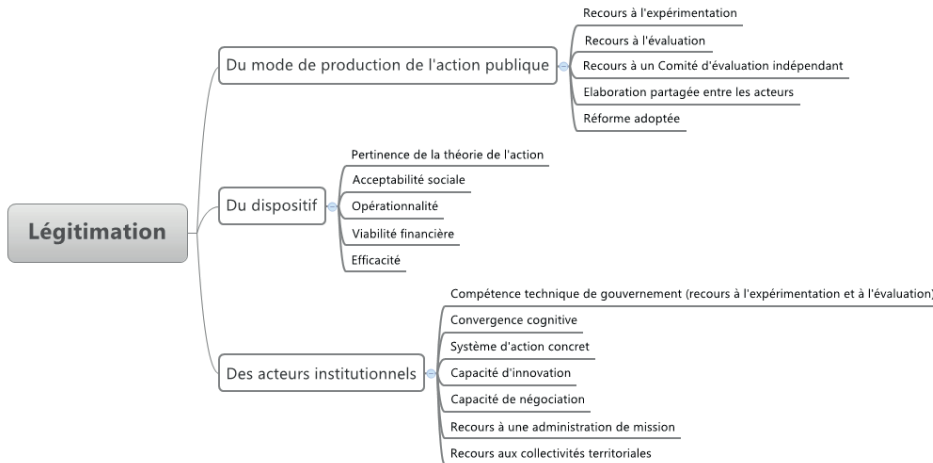 Légitimation
Du mode de production de l'action publique
Recours à l'expérimentation
Recours à l'évaluation
Recours à un Comité d'évaluation indépendant
Elaboration partagée entre les acteurs
Réforme adoptée
Du dispositif
Pertinence de la théorie de l'action
Acceptabilité sociale
Opérationnalité
Viabilité financière
Efficacité
Des acteurs institutionnels
Compétence technique de gouvernement (recours à l'expérimentation et à l'évaluation)
Convergence cognitive
Système d'action concret
Capacité d'innovation
Capacité de négociation
Recours à une administration de mission
Recours aux collectivités territoriales